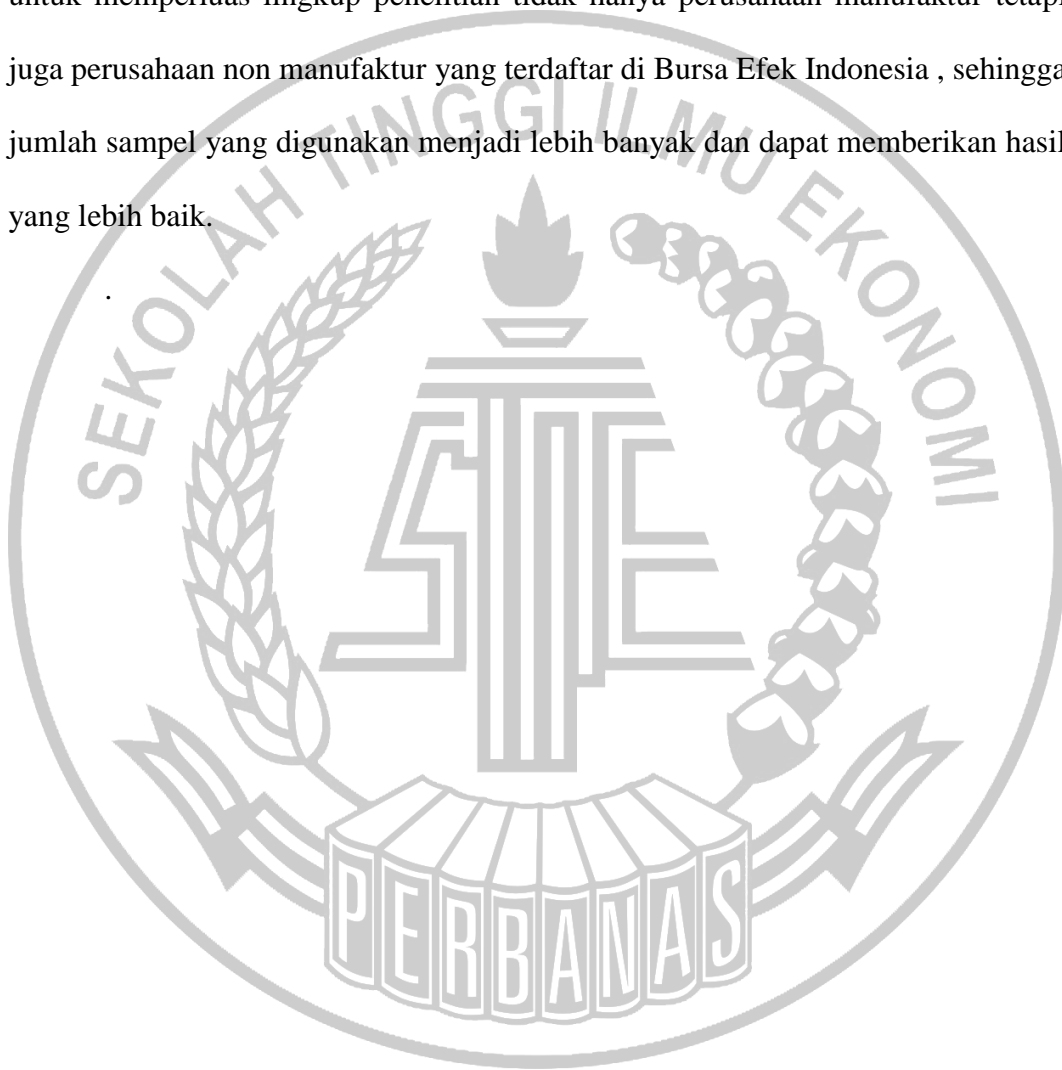 untuk memperluas lingkup penelitian tidak hanya perusahaan manufaktur tetapi
juga perusahaan non manufaktur yang terdaftar di Bursa Efek Indonesia , sehingga
jumlah sampel yang digunakan menjadi lebih banyak dan dapat memberikan hasil
yang lebih baik.
.
SEKOLAH TINGGI ILMU EKONOMI
STIE
PERBANAS